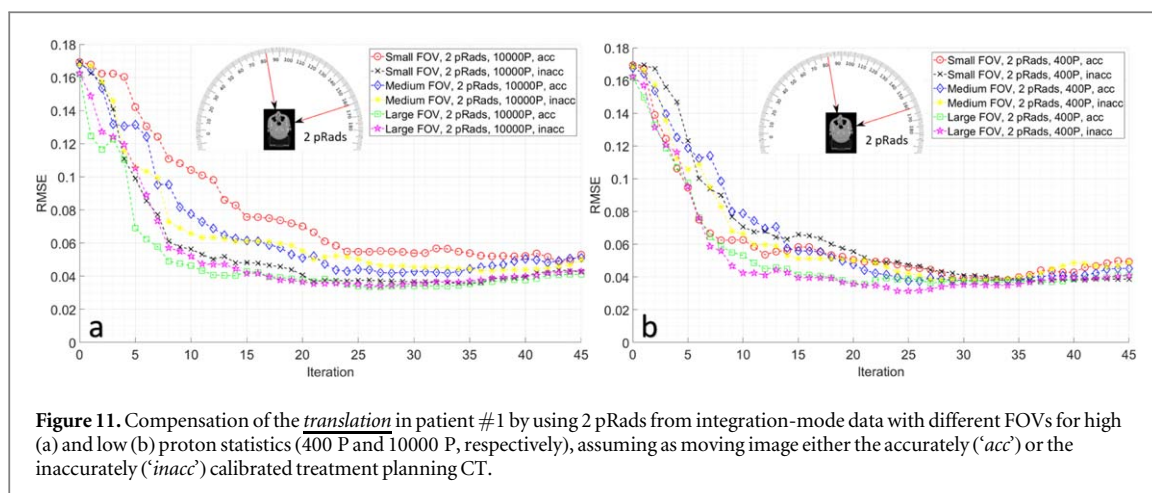 0.18
0.16
0.14
0.12
0.1
0.08
0.06
0.04
0.02
0
RMSE
0 5 10 15 20 25 30 35 40 45
Iteration
a
2 pRads
Small FOV, 2 pRads, 10000P, acc
Small FOV, 2 pRads, 10000P, inacc
Medium FOV, 2 pRads, 10000P, acc
Medium FOV, 2 pRads, 10000P, inacc
Large FOV, 2 pRads, 10000P, acc
Large FOV, 2 pRads, 10000P, inacc
0.18
0.16
0.14
0.12
0.1
0.08
0.06
0.04
0.02
0
RMSE
0 5 10 15 20 25 30 35 40 45
Iteration
b
2 pRads
Small FOV, 2 pRads, 400P, acc
Small FOV, 2 pRads, 400P, inacc
Medium FOV, 2 pRads, 400P, acc
Medium FOV, 2 pRads, 400P, inacc
Large FOV, 2 pRads, 400P, acc
Large FOV, 2 pRads, 400P, inacc
Figure 11. Compensation of the translation in patient #1 by using 2 pRads from integration-mode data with different FOVs for high
(a) and low (b) proton statistics (400 P and 10000 P, respectively), assuming as moving image either the accurately (‘acc’) or the
inaccurately (‘inacc’) calibrated treatment planning CT.